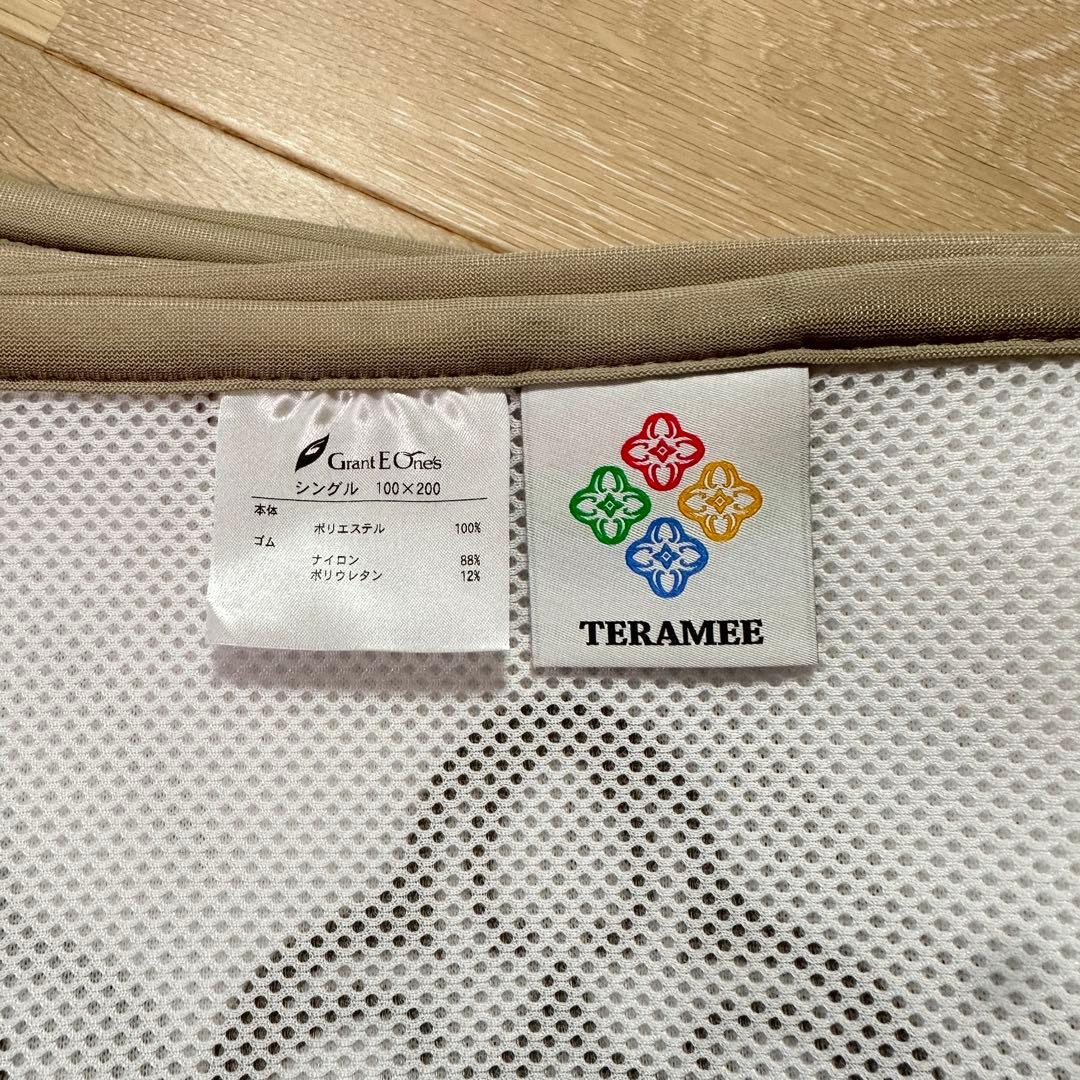 Grant E One's
シングル 100×200
本体
ポリエステル 100%
ゴム
ナイロン 88%
ポリウレタン 12%
TERAMEE